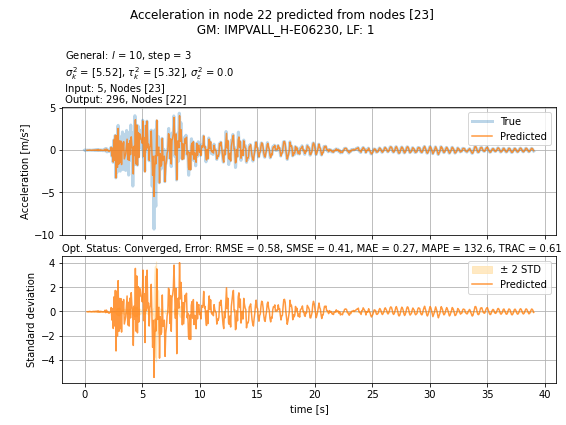 Acceleration in node 22 predicted from nodes [23]
GM: IMPVALL_H-E06230, LF: 1
General: l = 10, step = 3
σ²ₖ = [5.52], τ²ₖ = [5.32], σ²_ε = 0.0
Input: 5, Nodes [23]
Output: 296, Nodes [22]
Acceleration [m/s²]
5
0
−5
−10
True
Predicted
Opt. Status: Converged, Error: RMSE = 0.58, SMSE = 0.41, MAE = 0.27, MAPE = 132.6, TRAC = 0.61
Standard deviation
4
2
0
−2
−4
± 2 STD
Predicted
0 5 10 15 20 25 30 35 40
time [s]